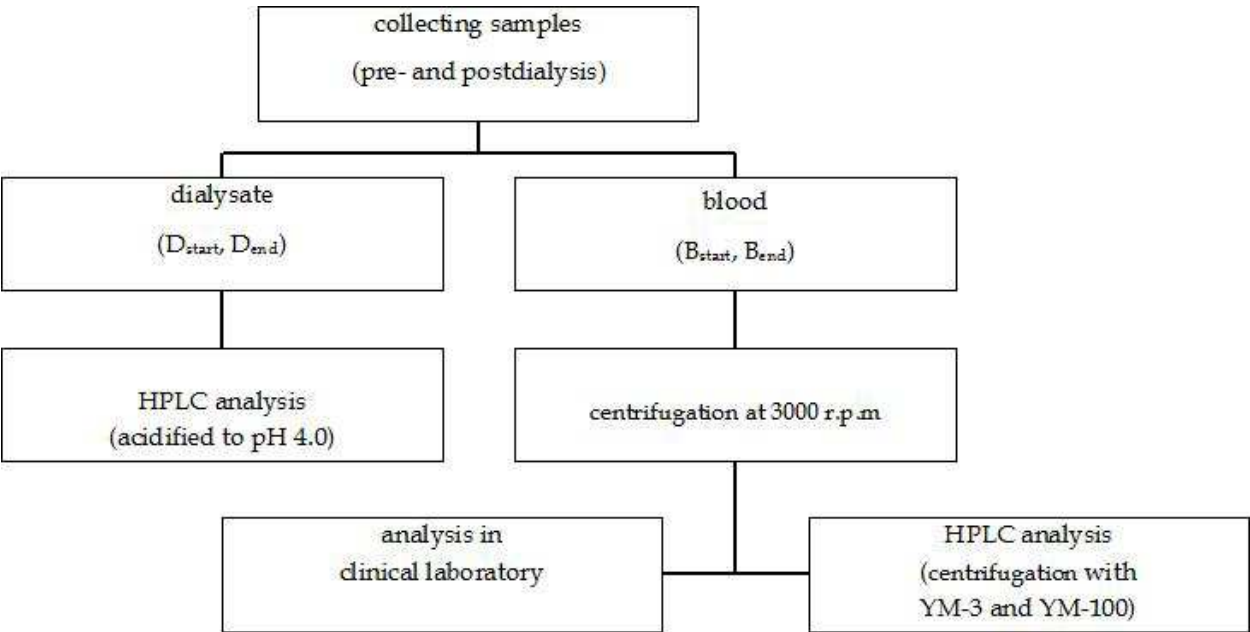 collecting samples
(pre- and postdialysis)
dialysate
(Dstart, Dend)
blood
(Bstart, Bend)
HPLC analysis
(acidified to pH 4.0)
centrifugation at 3000 r.p.m
analysis in
clinical laboratory
HPLC analysis
(centrifugation with
YM-3 and YM-100)